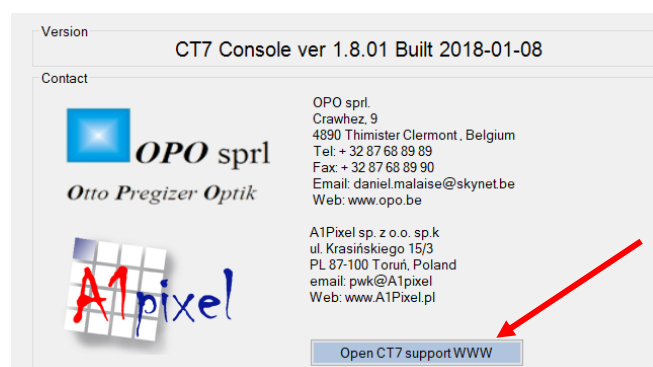 Version
CT7 Console ver 1.8.01 Built 2018-01-08
Contact
OPO sprl
Otto Pregizer Optik
OPO sprl.
Crawhez, 9
4890 Thimister Clermont , Belgium
Tel: + 32 87 68 89 89
Fax: + 32 87 68 89 90
Email: daniel.malaise@skynet.be
Web: www.opo.be
A1pixel
A1Pixel sp. z o.o. sp.k
ul. Krasińskiego 15/3
PL 87-100 Toruń, Poland
email: pwk@A1pixel
Web: www.A1Pixel.pl
Open CT7 support WWW